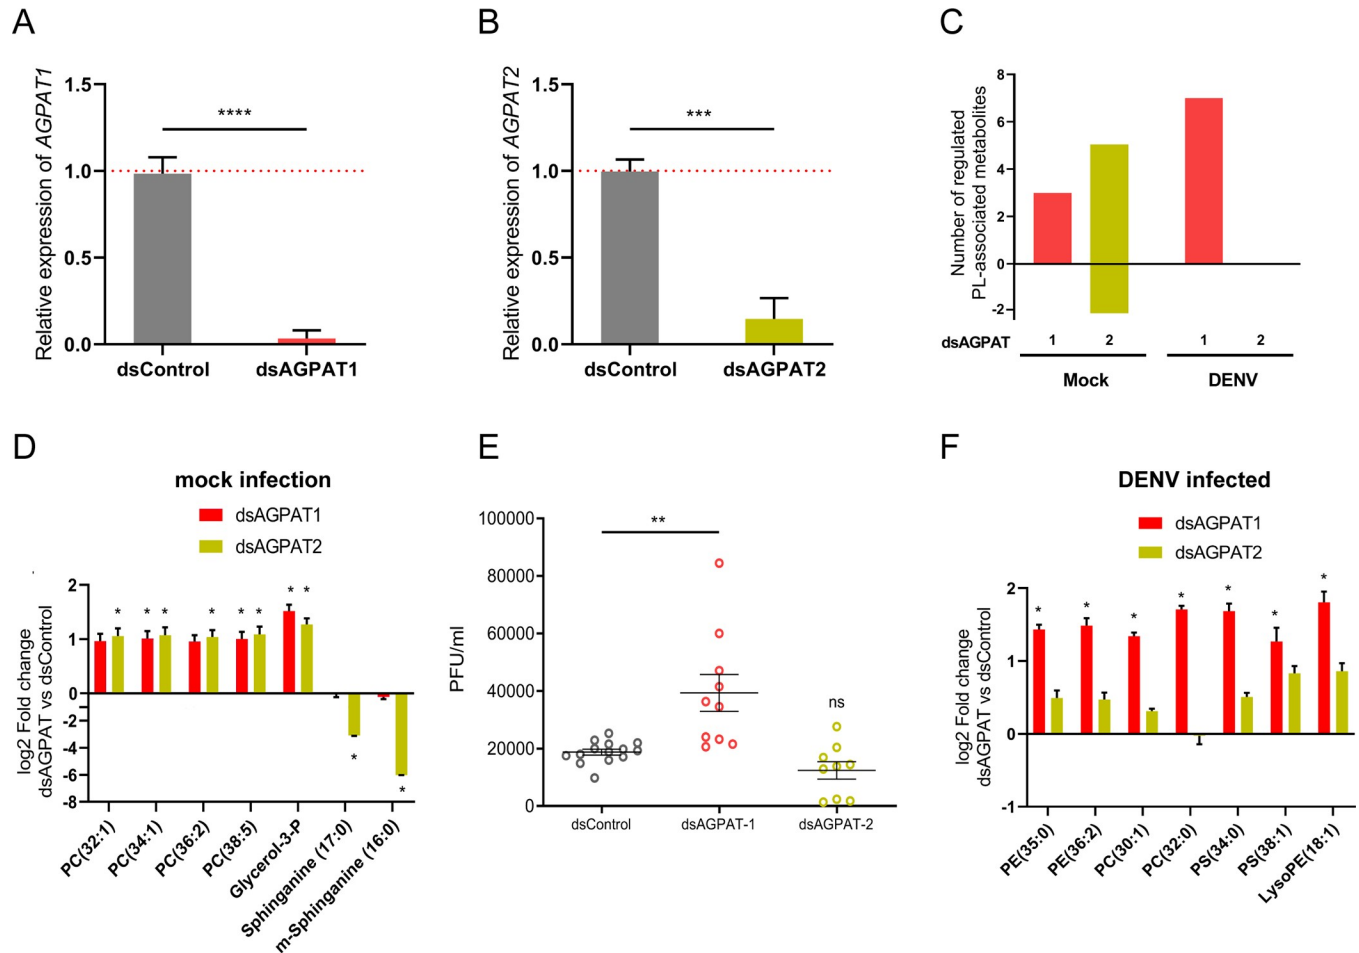 A
Relative expression of AGPAT1
1.5
1.0
0.5
0.0
****
dsControl
dsAGPAT1
B
Relative expression of AGPAT2
1.5
1.0
0.5
0.0
***
dsControl
dsAGPAT2
C
Number of regulated
PL-associated metabolites
8
6
4
2
0
-2
dsAGPAT
1
2
1
2
Mock
DENV
D
mock infection
dsAGPAT1
dsAGPAT2
log2 Fold change
dsAGPAT vs dsControl
2
1
0
-2
-4
-6
-8
* * * * * * * *
*
*
PC(32:1)
PC(34:1)
PC(36:2)
PC(38:5)
Glycerol-3-P
Sphinganine (17:0)
m-Sphinganine (16:0)
E
PFU/ml
100000
80000
60000
40000
20000
0
**
ns
dsControl
dsAGPAT-1
dsAGPAT-2
F
DENV infected
dsAGPAT1
dsAGPAT2
log2 Fold change
dsAGPAT vs dsControl
2
1
0
-1
* * * * * * *
PE(35:0)
PE(36:2)
PC(30:1)
PC(32:0)
PS(34:0)
PS(38:1)
LysoPE(18:1)